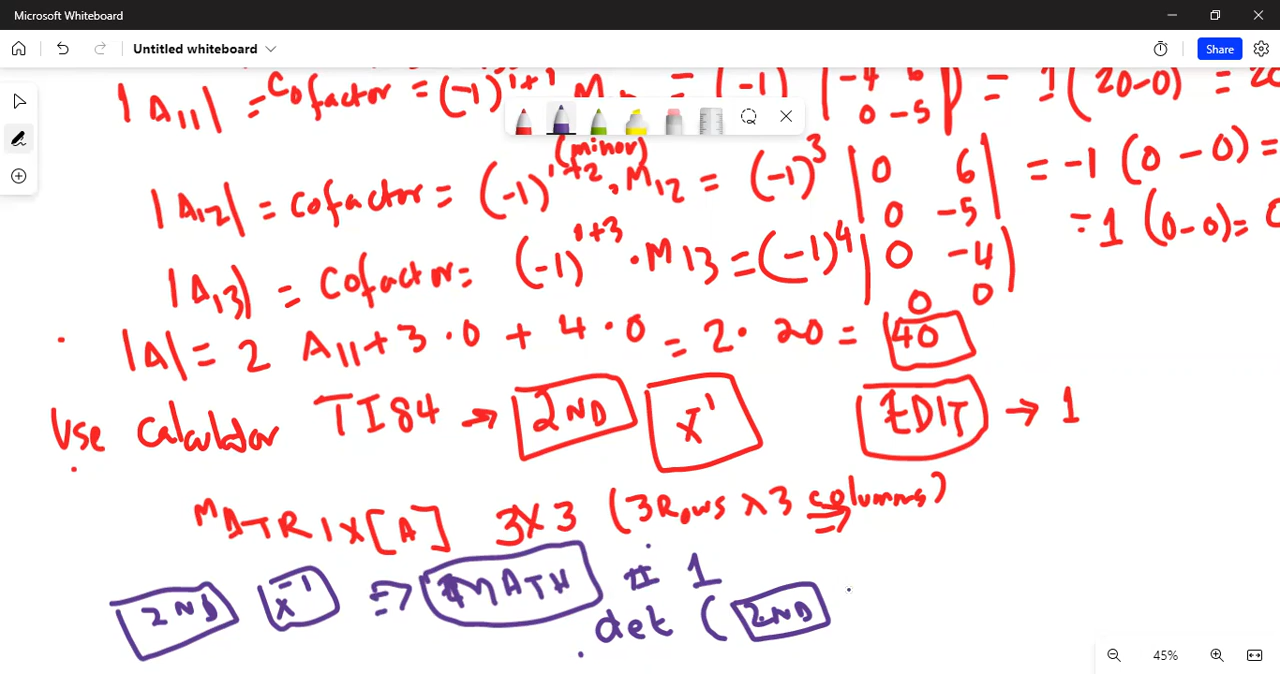 Microsoft Whiteboard
Untitled whiteboard
Share
|A11| = Cofactor = (-1)^1+1 M = (-1) |-4 6| = 1(20-0) = 20
0 -5
(minor)
|A12| = cofactor = (-1)^1+2 . M12 = (-1)^3 |0 6| = -1 (0 - 0) =
0 -5
|A13| = Cofactor = (-1)^1+3 . M13 = (-1)^4 |0 -4| = 1 (0-0) = 0
0 0
|A| = 2 A11 + 3 · 0 + 4 · 0 = 2 · 20 = 40
Use Calculator TI84 → 2ND X^-1 EDIT → 1
MATRIX [A] 3X3 (3 Rows x 3 columns)
2ND X^-1 ⇒ MATH # 1
det ( 2ND
45%